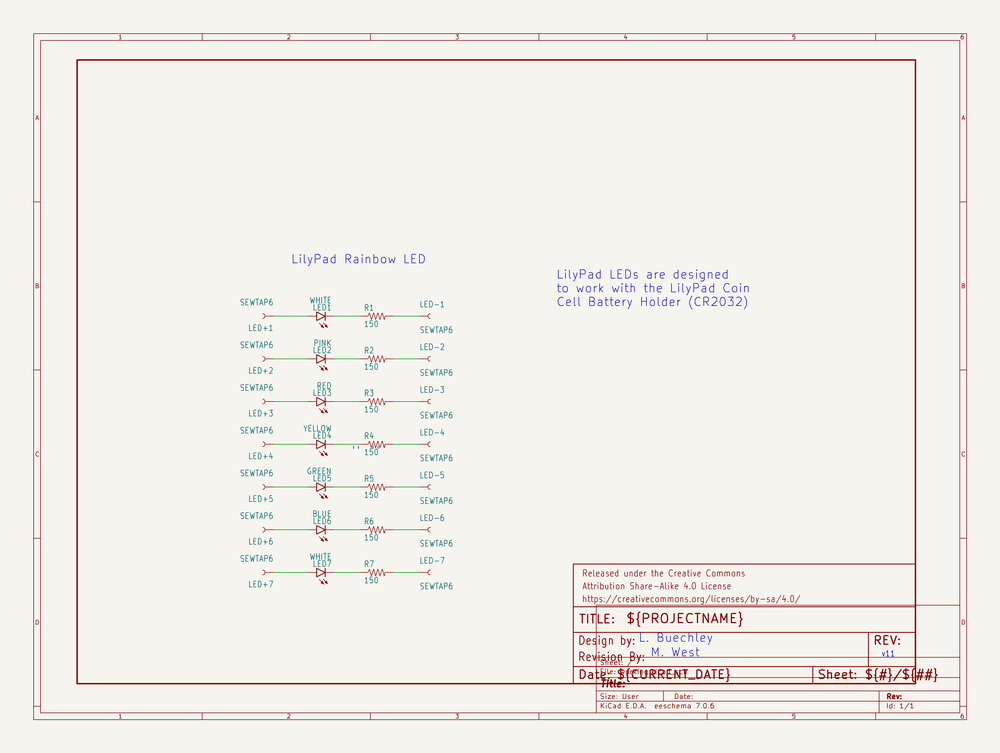 1 2 3 4 5 6
A A
LilyPad Rainbow LED
LilyPad LEDs are designed
to work with the LilyPad Coin
Cell Battery Holder (CR2032)
B B
SEWTAP6 WHITE LED-1
LED1 R1
LED+1 150 SEWTAP6
SEWTAP6 PINK LED-2
LED2 R2
LED+2 150 SEWTAP6
SEWTAP6 RED LED-3
LED3 R3
LED+3 150 SEWTAP6
SEWTAP6 YELLOW LED-4
LED4 R4
LED+4 150 SEWTAP6
C C
SEWTAP6 GREEN LED-5
LED5 R5
LED+5 150 SEWTAP6
SEWTAP6 BLUE LED-6
LED6 R6
LED+6 150 SEWTAP6
SEWTAP6 WHITE LED-7
LED7 R7
LED+7 150 SEWTAP6
Released under the Creative Commons
Attribution Share-Alike 4.0 License
https://creativecommons.org/licenses/by-sa/4.0/
D D
TITLE: ${PROJECTNAME}
Design by: L. Buechley REV:
Revision By: M. West v11
Sheet: /
File:
Date: ${CURRENT_DATE} Sheet: ${#}/${##}
Title:
Size: User Date: Rev:
KiCad E.D.A. eeschema 7.0.6 Id: 1/1
1 2 3 4 5 6